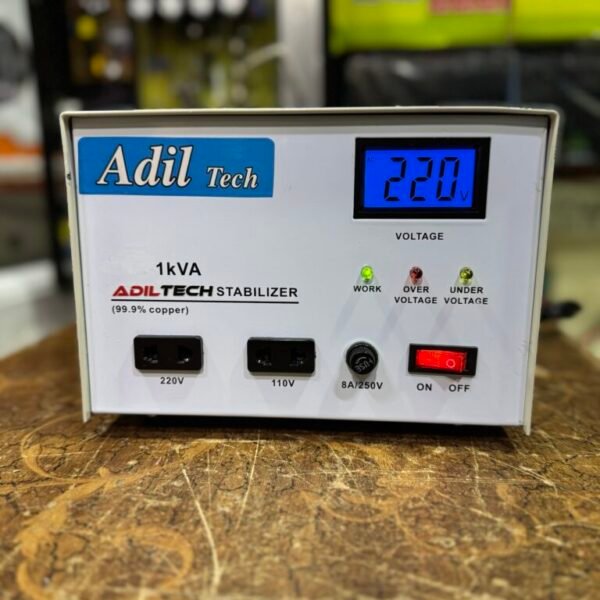 Adil Tech
220V
VOLTAGE
1kVA
ADILTECH STABILIZER
(99.9% copper)
WORK
OVER
VOLTAGE
UNDER
VOLTAGE
220V
110V
8A/250V
ON OFF